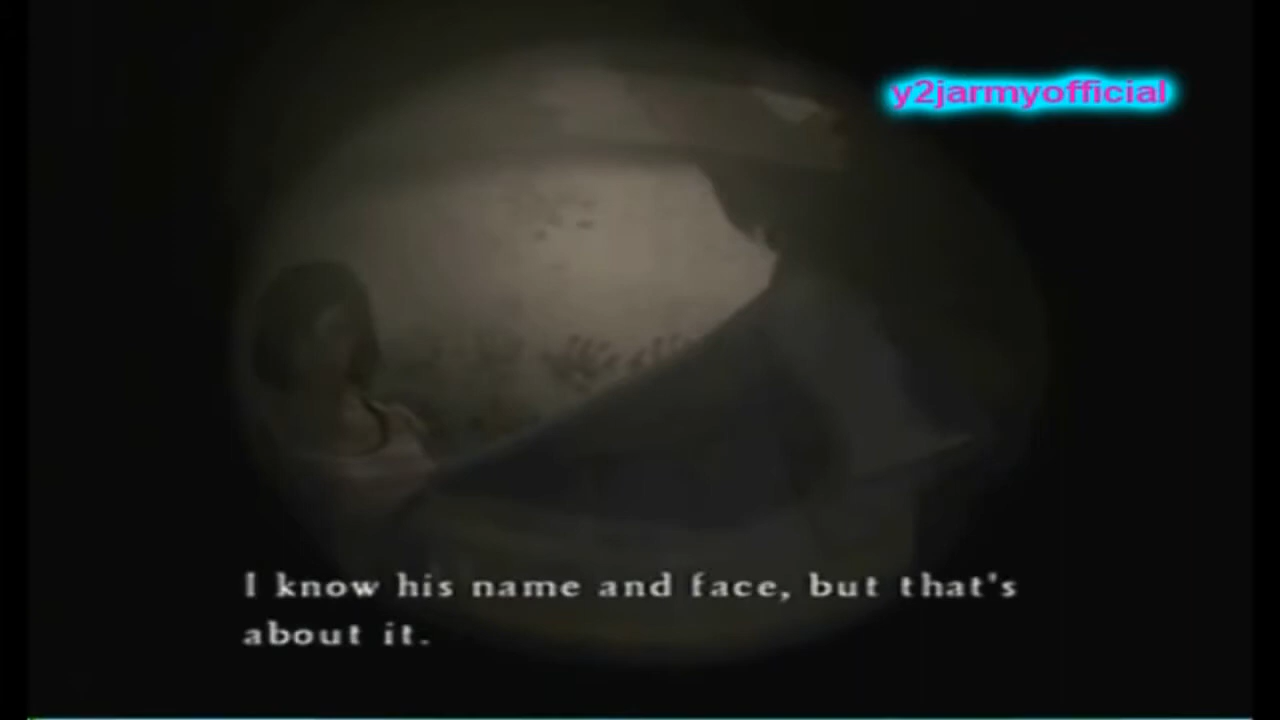 y2jarmyofficial
I know his name and face, but that's
about it.